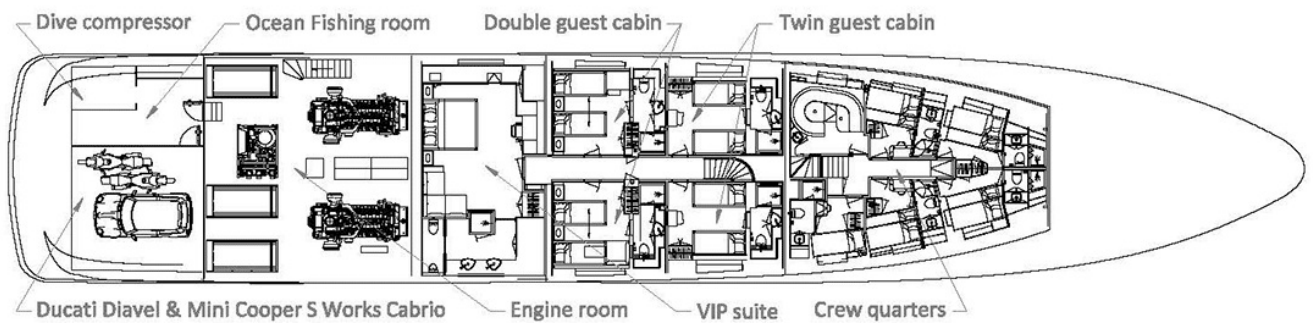 Dive compressor
Ocean Fishing room
Double guest cabin
Twin guest cabin
Ducati Diavel & Mini Cooper S Works Cabrio
Engine room
VIP suite
Crew quarters